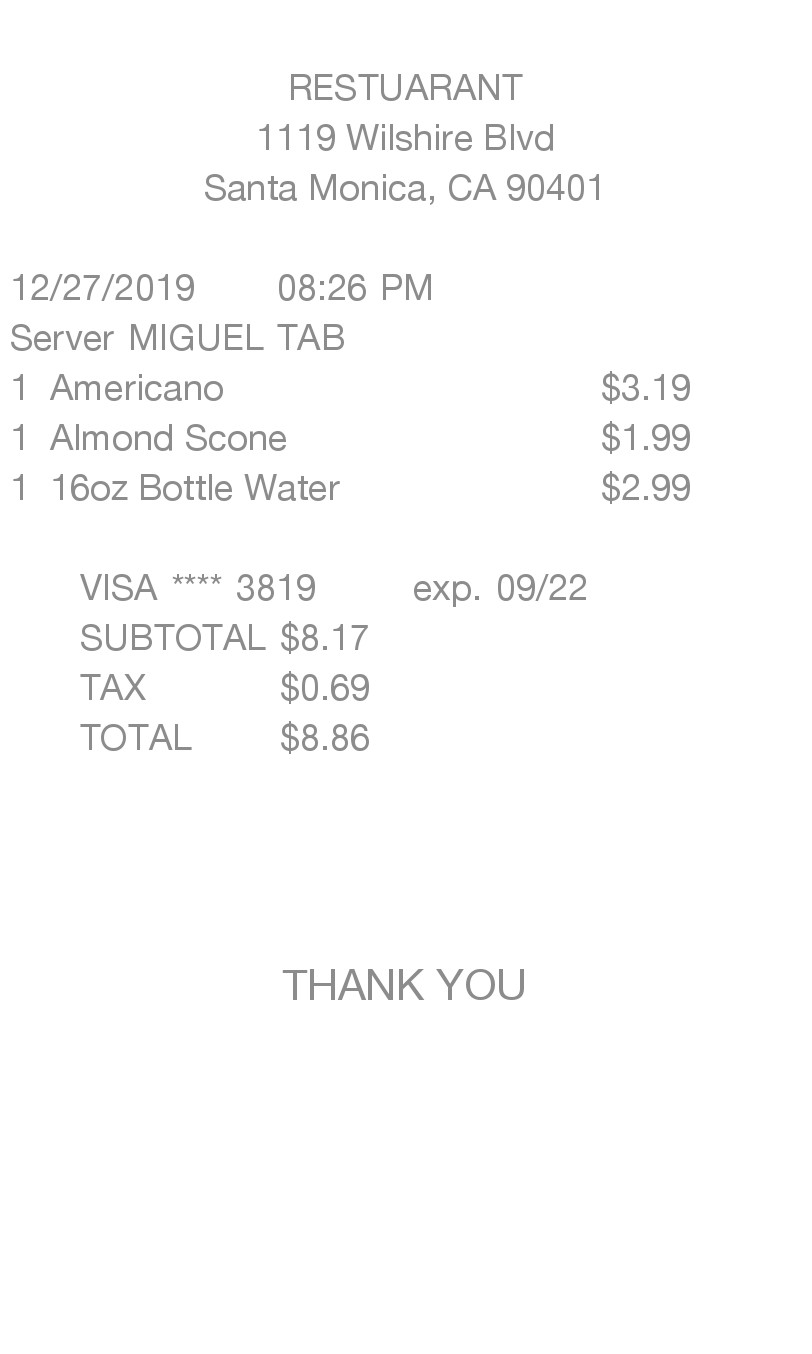 RESTUARANT
1119 Wilshire Blvd
Santa Monica, CA 90401
12/27/2019 08:26 PM
Server MIGUEL TAB
1 Americano $3.19
1 Almond Scone $1.99
1 16oz Bottle Water $2.99
VISA **** 3819 exp. 09/22
SUBTOTAL $8.17
TAX $0.69
TOTAL $8.86
THANK YOU